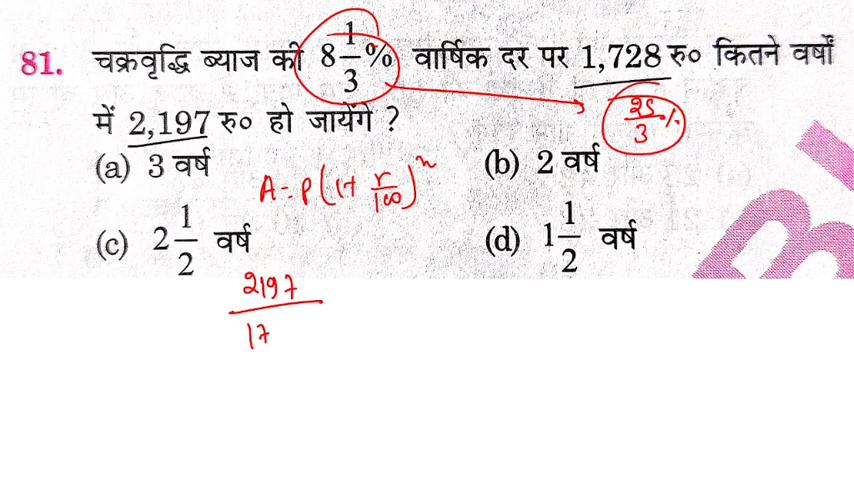 81. चक्रवृद्धि ब्याज की 8 1/3 % वार्षिक दर पर 1,728 रु० कितने वर्षों
में 2,197 रु० हो जायेंगे ?
25/3 %
(a) 3 वर्ष
(b) 2 वर्ष
A = P(1+ r/100)^n
(c) 2 1/2 वर्ष
(d) 1 1/2 वर्ष
2197
17